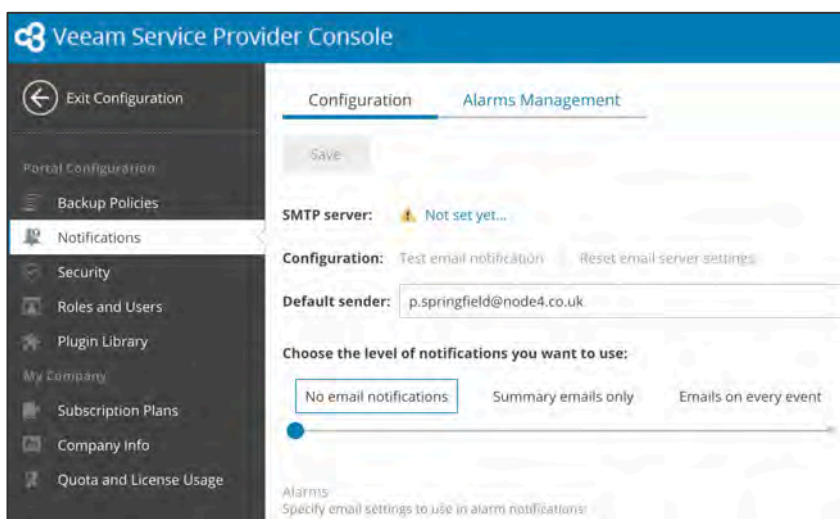 Veeam Service Provider Console
Exit Configuration
Portal Configuration
Backup Policies
Notifications
Security
Roles and Users
Plugin Library
My Company
Subscription Plans
Company Info
Quota and License Usage
Configuration Alarms Management
Save
SMTP server: Not set yet...
Configuration: Test email notification Reset email server settings
Default sender: p.springfield@node4.co.uk
Choose the level of notifications you want to use:
No email notifications Summary emails only Emails on every event
Alarms
Specify email settings to use in alarm notifications: